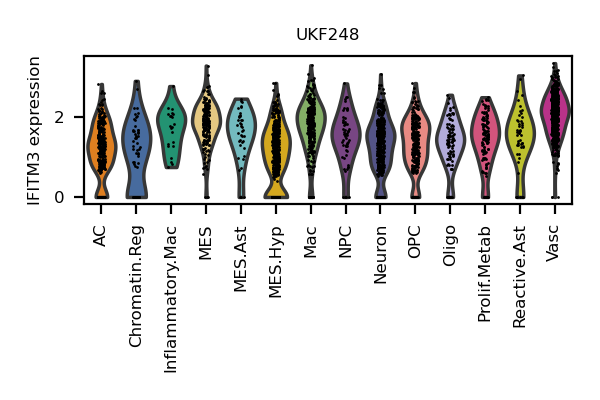 UKF248
IFITM3 expression
2
0
AC
Chromatin.Reg
Inflammatory.Mac
MES
MES.Ast
MES.Hyp
Mac
NPC
Neuron
OPC
Oligo
Prolif.Metab
Reactive.Ast
Vasc